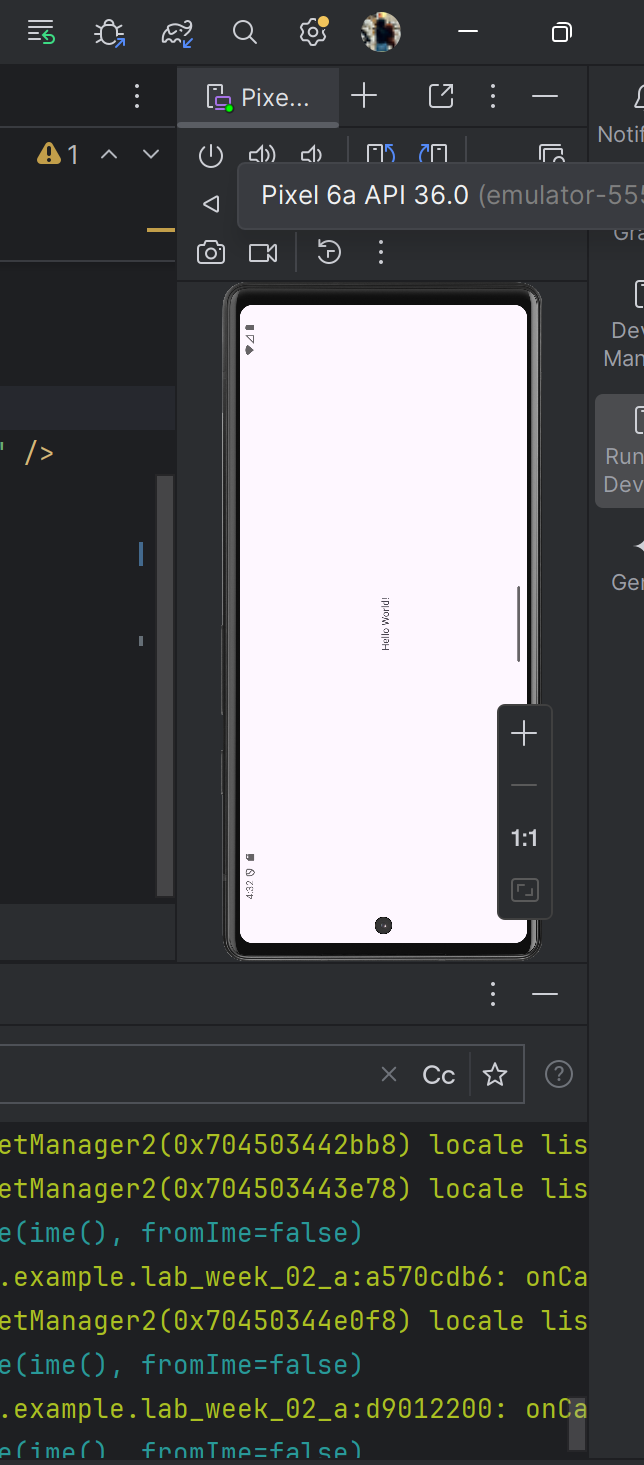 Pixe...
1
Notif
Pixel 6a API 36.0 (emulator-555
Gra
Dev
Man
" />
Run
Dev
Hello World!
Ger
1:1
4:32
Cc
?
etManager2(0x704503442bb8) locale lis
etManager2(0x704503443e78) locale lis
e(ime(), fromIme=false)
.example.lab_week_02_a:a570cdb6: onCa
etManager2(0x70450344e0f8) locale lis
e(ime(), fromIme=false)
.example.lab_week_02_a:d9012200: onCa
e(ime(), fromIme=false)